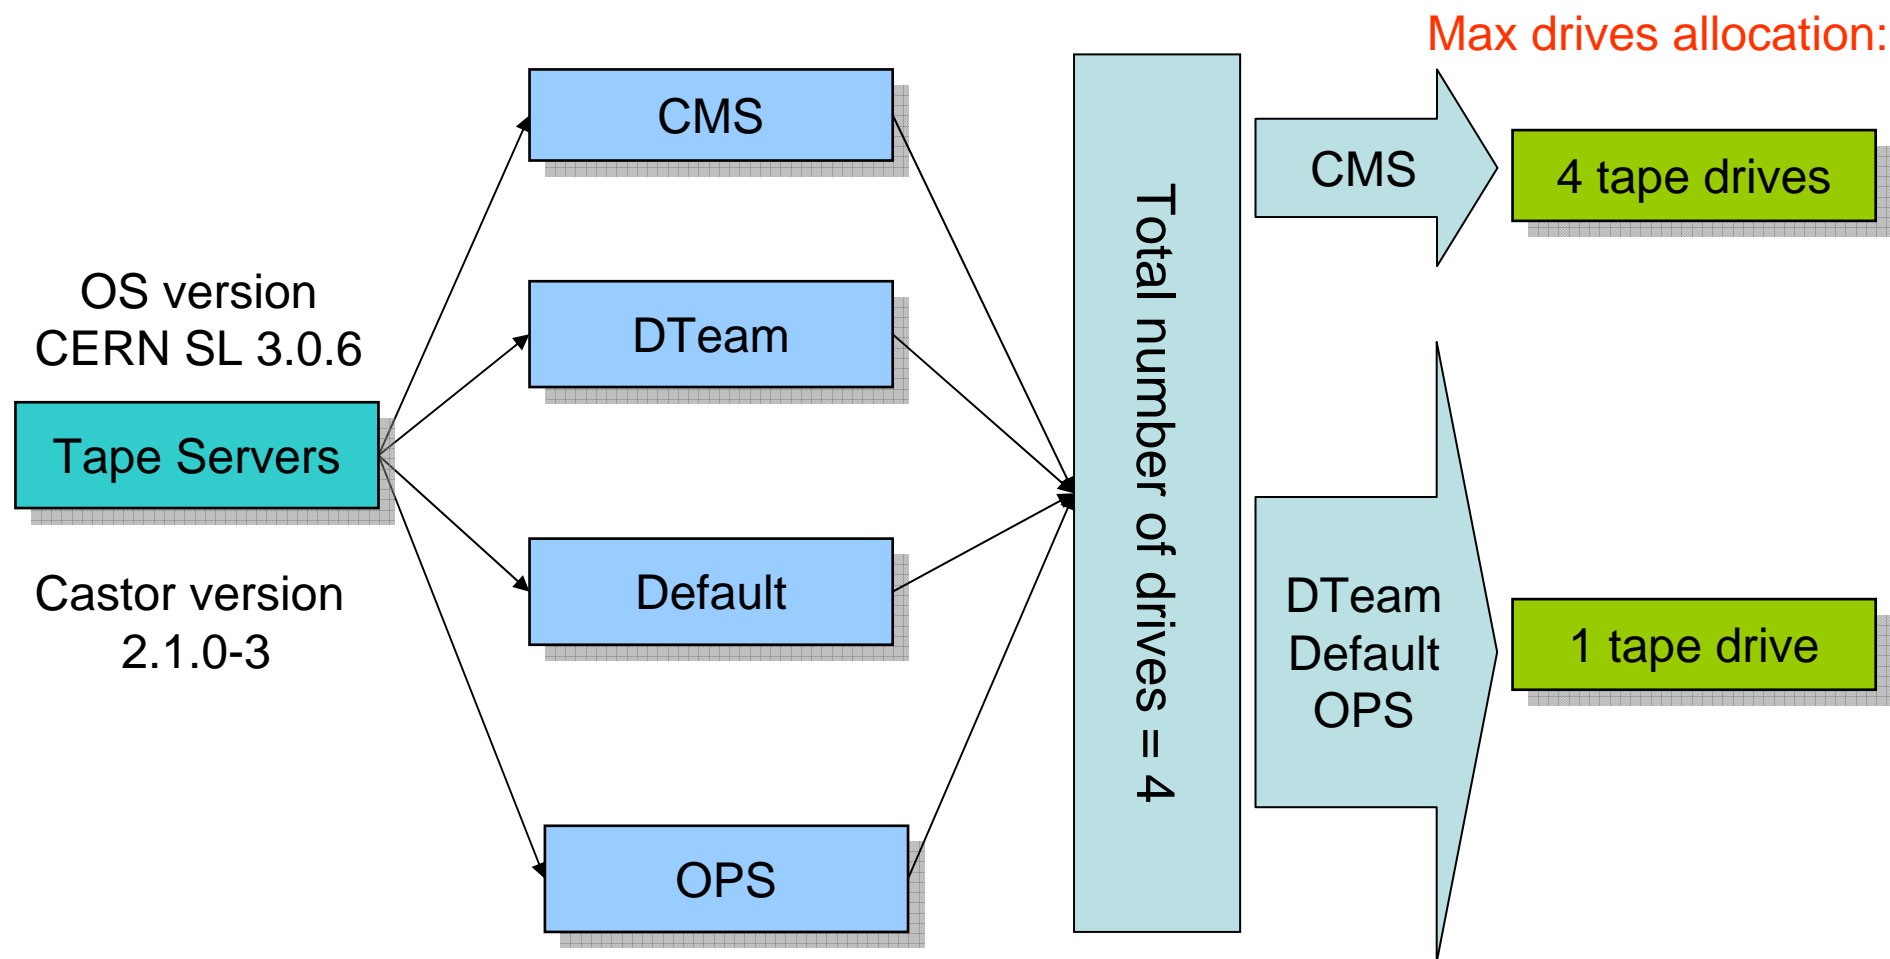 Max drives allocation:
CMS
DTeam
Default
OPS
OS version
CERN SL 3.0.6
Tape Servers
Castor version
2.1.0-3
Total number of drives = 4
CMS
4 tape drives
DTeam
Default
OPS
1 tape drive